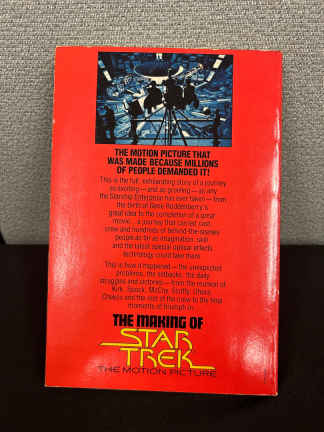 THE MOTION PICTURE THAT
WAS MADE BECAUSE MILLIONS
OF PEOPLE DEMANDED IT!
This is the full, exhilarating story of a journey
as exciting—and as grueling—as any
the Starship Enterprise has ever taken—from
the birth of Gene Roddenberry's
great idea to the completion of a great
movie...a journey that carried cast,
crew and hundreds of behind-the-scenes
people as far as imagination, skill
and the latest special optical effects
technology could take them.
This is how it happened—the unexpected
problems, the setbacks, the daily
struggles and victories—from the reunion of
Kirk, Spock, McCoy, Scotty, Uhura,
Chekov and the rest of the crew to the final
moments of triumph in
THE MAKING OF
STAR
TREK
THE MOTION PICTURE